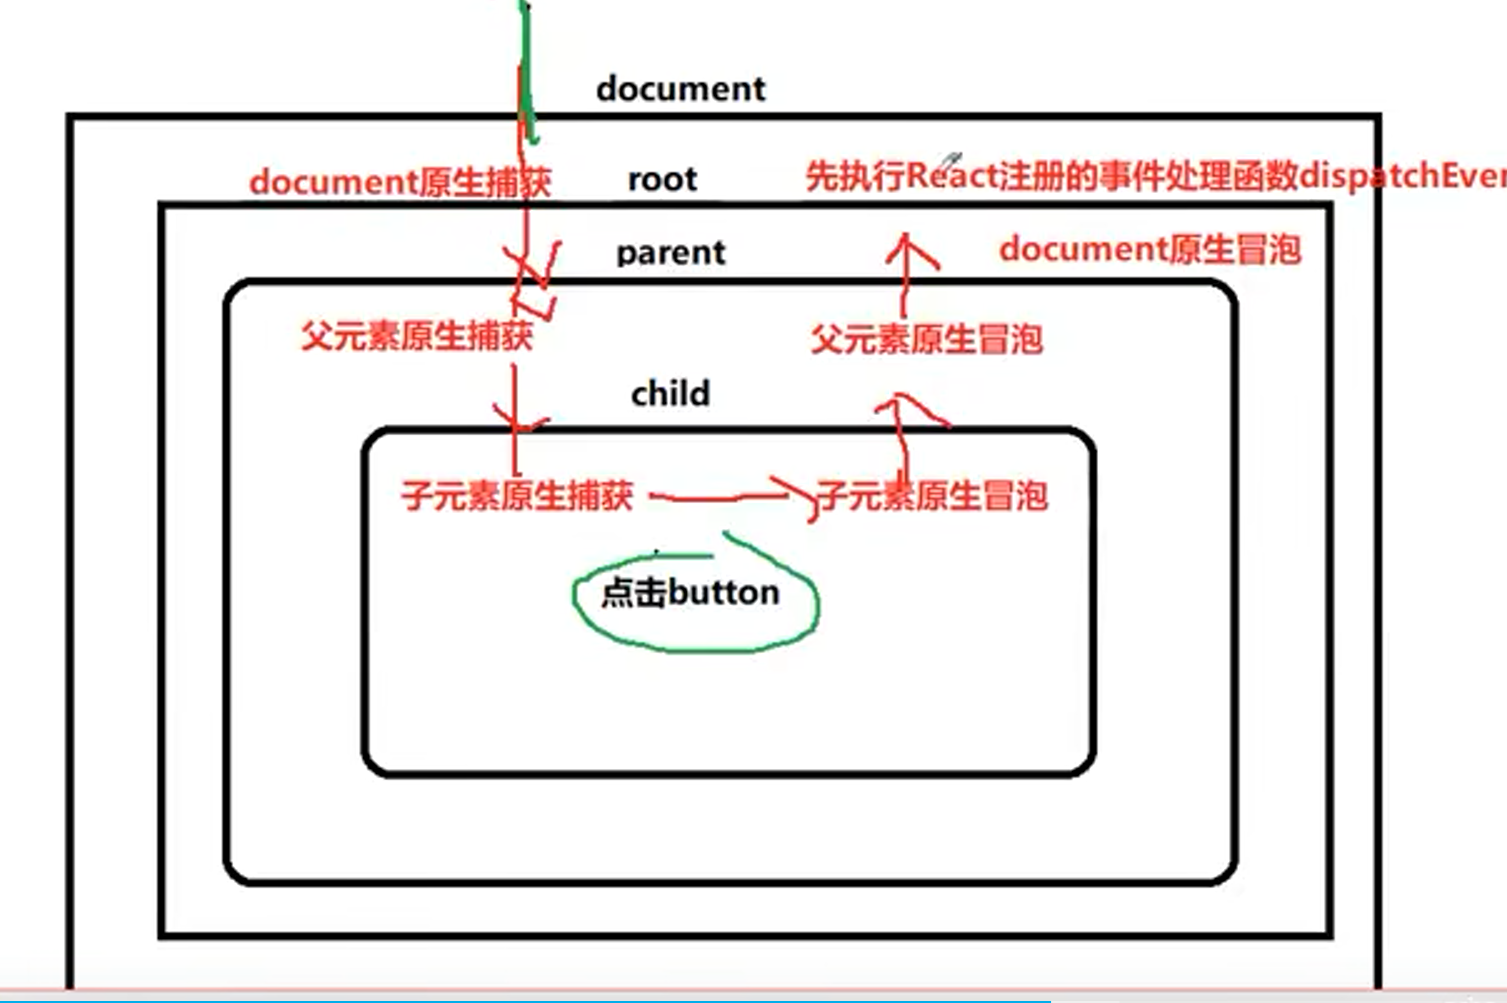 document
document原生捕获
root
先执行React注册的事件处理函数dispatchEver
parent
document原生冒泡
父元素原生捕获
父元素原生冒泡
child
子元素原生捕获
子元素原生冒泡
点击button